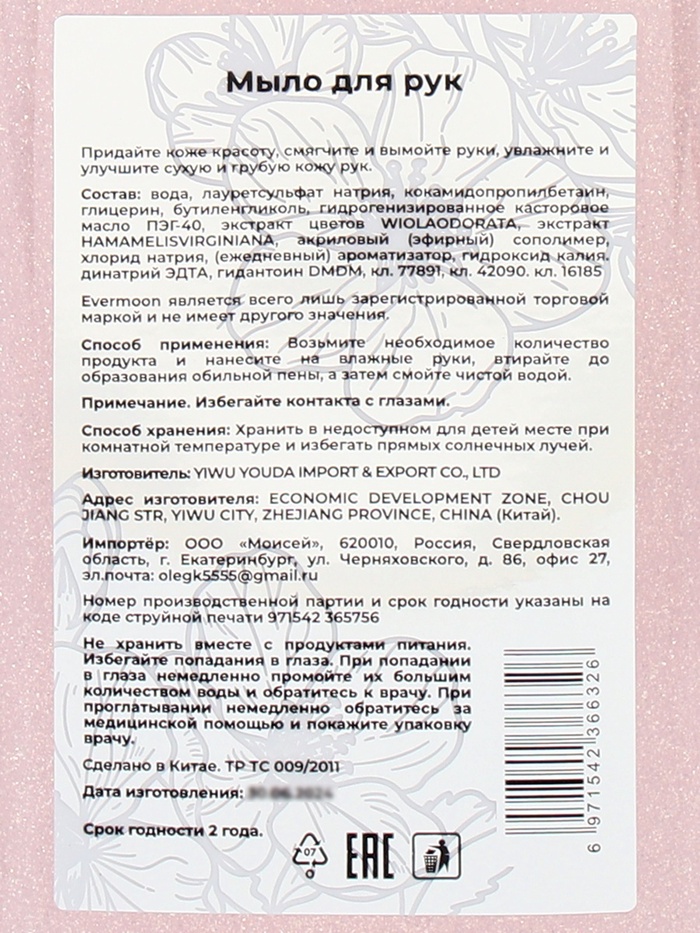 Мыло для рук
Придайте коже красоту, смягчите и вымойте руки, увлажните и
улучшите сухую и грубую кожу рук.
Состав: вода, лауретсульфат натрия, кокамидопропилбетаин,
глицерин, бутиленгликоль, гидрогенизированное касторовое
масло ПЭГ-40, экстракт цветов WIOLAODORATA, экстракт
HAMAMELISVIRGINIANA, акриловый (эфирный) сополимер,
хлорид натрия, (ежедневный) ароматизатор, гидроксид калия.
динатрий ЭДТА, гидантоин DMDM, кл. 77891, кл. 42090. кл. 16185
Evermoon является всего лишь зарегистрированной торговой
маркой и не имеет другого значения.
Способ применения: Возьмите необходимое количество
продукта и нанесите на влажные руки, втирайте до
образования обильной пены, а затем смойте чистой водой.
Примечание. Избегайте контакта с глазами.
Способ хранения: Хранить в недоступном для детей месте при
комнатной температуре и избегать прямых солнечных лучей.
Изготовитель: YIWU YOUDA IMPORT & EXPORT CO., LTD
Адрес изготовителя: ECONOMIC DEVELOPMENT ZONE, CHOU
JIANG STR, YIWU CITY, ZHEJIANG PROVINCE, CHINA (Китай).
Импортёр: ООО «Моисей», 620010, Россия, Свердловская
область, г. Екатеринбург, ул. Черняховского, д. 86, офис 27,
эл.почта: olegk5555@gmail.ru
Номер производственной партии и срок годности указаны на
коде струйной печати 971542 365756
Не хранить вместе с продуктами питания.
Избегайте попадания в глаза. При попадании
в глаза немедленно промойте их большим
количеством воды и обратитесь к врачу. При
проглатывании немедленно обратитесь за
медицинской помощью и покажите упаковку
врачу.
Сделано в Китае. ТР ТС 009/2011
Дата изготовления:
Срок годности 2 года.
07
EAC
6 971542 366326